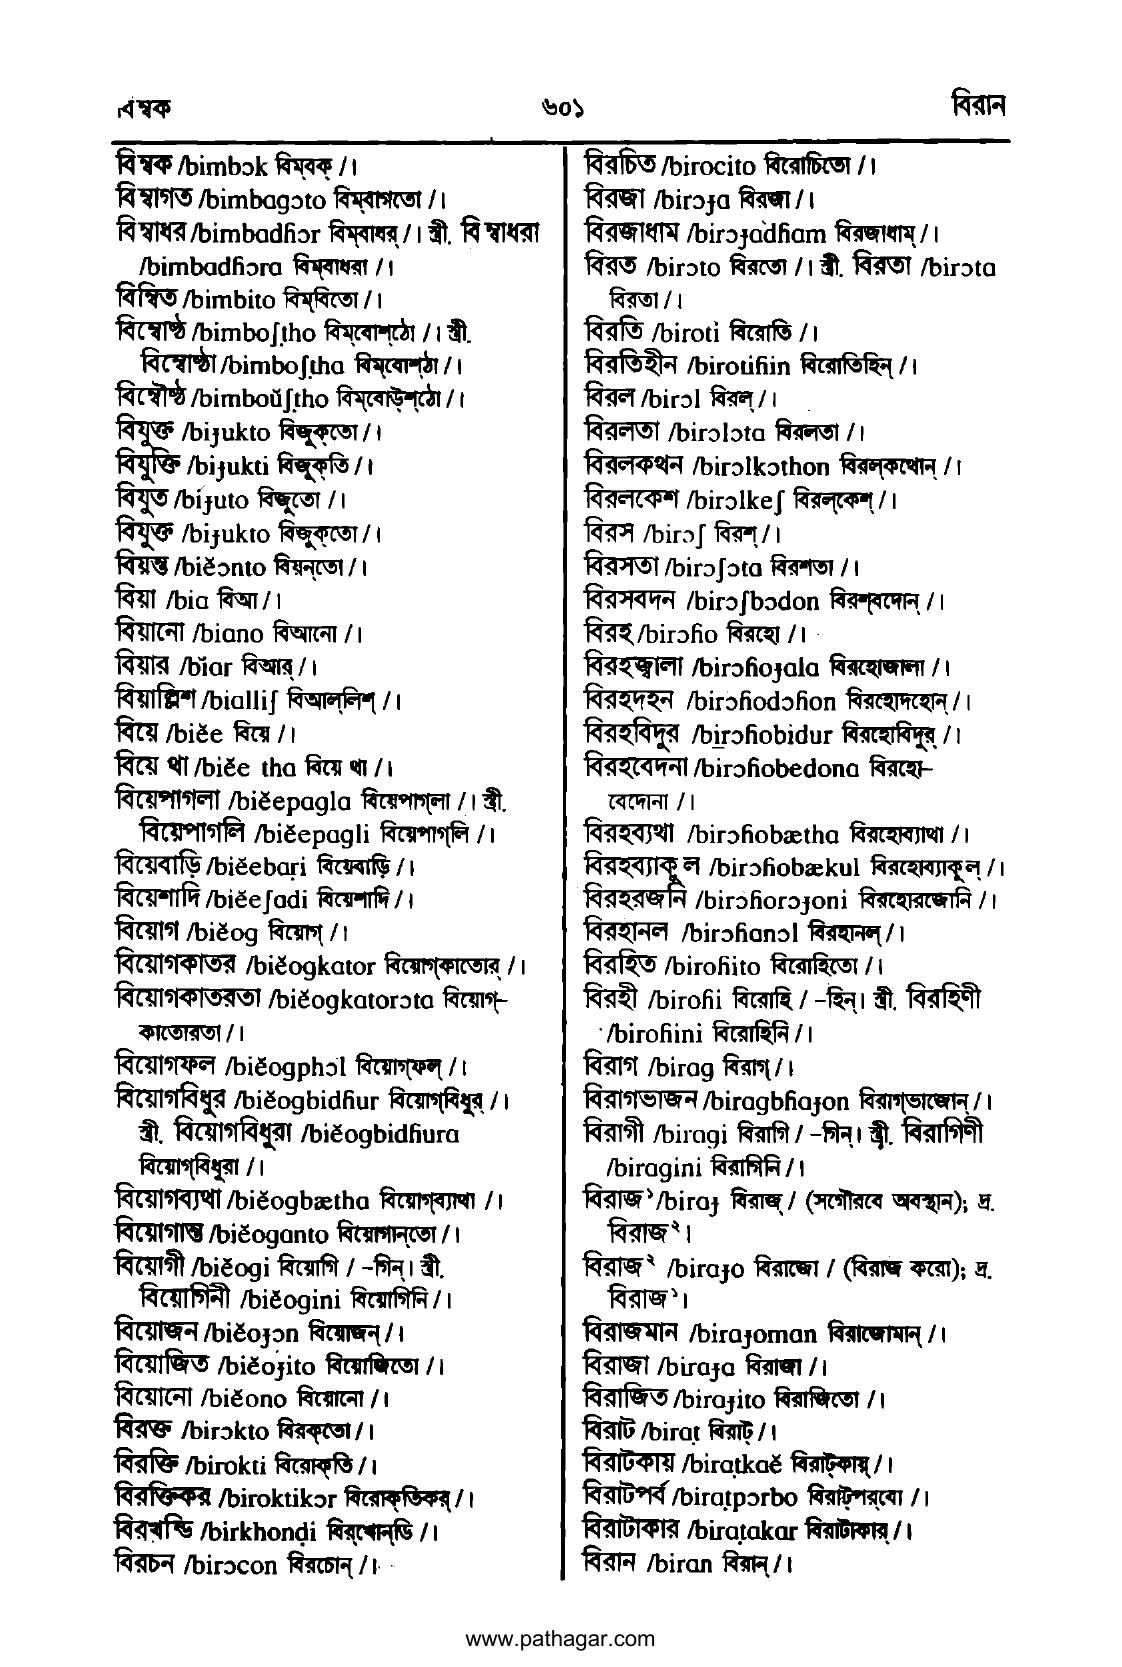 বিম্বক ৬০১ বিরান
বিম্বক /bimbɔk বিম্‌বক্ /।
বিম্বাগত /bimbagɔto বিম্‌বাগতো /।
বিম্বাধর /bimbadɦɔr বিম্‌বাধর্ /। স্ত্রী. বিম্বাধরা
/bimbadɦɔra বিম্‌বাধরা /।
বিম্বিত /bimbito বিম্‌বিতো /।
বিম্বোষ্ঠ /bimboʃṭho বিম্‌বোশ্‌ঠো /। স্ত্রী.
বিম্বোষ্ঠা /bimboʃṭha বিম্‌বোশ্‌ঠা /।
বিম্বৌষ্ঠ /bimboŭʃṭho বিম্‌বোউশ্‌ঠো /।
বিযুক্ত /biɟukto বিজুক্‌তো /।
বিযুক্তি /biɟukti বিজুক্‌তি /।
বিযুত /biɟuto বিজুতো /।
বিযুক্ত /biɟukto বিজুক্‌তো /।
বিয়ন্ত /biĕɔnto বিয়ন্‌তো /।
বিয়া /bia বিআ /।
বিয়ানো /biano বিআনো /।
বিয়ার /biar বিআর্ /।
বিয়াল্লিশ /bialliʃ বিআল্‌লিশ্ /।
বিয়ে /biĕe বিয়ে /।
বিয়ে থা /biĕe tha বিয়ে থা /।
বিয়েপাগলা /biĕepagla বিয়েপাগ্‌লা /। স্ত্রী.
বিয়েপাগলি /biĕepagli বিয়েপাগ্‌লি /।
বিয়েবাড়ি /biĕebaṛi বিয়েবাড়ি /।
বিয়েশাদি /biĕeʃadi বিয়েশাদি /।
বিয়োগ /biĕog বিয়োগ্ /।
বিয়োগকাতর /biĕogkator বিয়োগ্‌কাতোর্ /।
বিয়োগকাতরতা /biĕogkatorɔta বিয়োগ্‌-
কাতোরতা /।
বিয়োগফল /biĕogphɔl বিয়োগ্‌ফল্ /।
বিয়োগবিধুর /biĕogbidɦur বিয়োগ্‌বিধুর্ /।
স্ত্রী. বিয়োগবিধুরা /biĕogbidɦura
বিয়োগ্‌বিধুরা /।
বিয়োগব্যথা /biĕogbætha বিয়োগ্‌ব্যাথা /।
বিয়োগান্ত /biĕoganto বিয়োগান্‌তো /।
বিয়োগী /biĕogi বিয়োগি / -গিন্। স্ত্রী.
বিয়োগিনী /biĕogini বিয়োগিনি /।
বিয়োজন /biĕoɟɔn বিয়োজন্ /।
বিয়োজিত /biĕoɟito বিয়োজিতো /।
বিয়োনো /biĕono বিয়োনো /।
বিরক্ত /birɔkto বিরক্‌তো /।
বিরক্তি /birokti বিরোক্‌তি /।
বিরক্তিকর /biroktikɔr বিরোক্‌তিকর্ /।
বিরখন্ডি /birkhonḍi বির্‌খোন্‌ডি /।
বিরচন /birɔcon বিরচোন্ /।
বিরচিত /birocito বিরোচিতো /।
বিরজা /birɔɟa বিরজা /।
বিরজাধাম /birɔɟadɦam বিরজাধাম্ /।
বিরত /birɔto বিরতো /। স্ত্রী. বিরতা /birɔta
বিরতা /।
বিরতি /biroti বিরোতি /।
বিরতিহীন /birotiɦin বিরোতিহিন্ /।
বিরল /birɔl বিরল্ /।
বিরলতা /birɔlɔta বিরলতা /।
বিরলকথন /birɔlkɔthon বিরল্‌কথোন্ /।
বিরলকেশ /birɔlkeʃ বিরল্‌কেশ্ /।
বিরস /birɔʃ বিরশ্ /।
বিরসতা /birɔʃɔta বিরশতা /।
বিরসবদন /birɔʃbɔdon বিরশ্‌বদোন্ /।
বিরহ /birɔɦo বিরহো /।
বিরহজ্বালা /birɔɦoɟala বিরহোজালা /।
বিরহদহন /birɔɦodɔɦon বিরহোদহোন্ /।
বিরহবিদুর /birɔɦobidur বিরহোবিদুর্ /।
বিরহবেদনা /birɔɦobedona বিরহো-
বেদোনা /।
বিরহব্যথা /birɔɦobætha বিরহোব্যাথা /।
বিরহব্যাকুল /birɔɦobækul বিরহোব্যাকুল্ /।
বিরহরজনি /birɔɦorɔɟoni বিরহোরজোনি /।
বিরহানল /birɔɦanɔl বিরহানল্ /।
বিরহিত /biroɦito বিরোহিতো /।
বিরহী /biroɦi বিরোহি / -হিন্। স্ত্রী. বিরহিণী
/biroɦini বিরোহিনি /।
বিরাগ /birag বিরাগ্ /।
বিরাগভাজন /biragbɦaɟon বিরাগ্‌ভাজোন্ /।
বিরাগী /biragi বিরাগি / -গিন্। স্ত্রী. বিরাগিণী
/biragini বিরাগিনি /।
বিরাজ¹ /biraɟ বিরাজ্ / (সগৌরবে অবস্থান); দ্র.
বিরাজ²।
বিরাজ² /biraɟo বিরাজো / (বিরাজ করো); দ্র.
বিরাজ¹।
বিরাজমান /biraɟoman বিরাজোমান্ /।
বিরাজা /biraɟa বিরাজা /।
বিরাজিত /biraɟito বিরাজিতো /।
বিরাট /biraṭ বিরাট্ /।
বিরাটকায় /biraṭkaĕ বিরাট্‌কায়্ /।
বিরাটপর্ব /biraṭpɔrbo বিরাট্‌পর্‌বো /।
বিরাটাকার /biraṭakar বিরাটাকার্ /।
বিরান /biran বিরান্ /।
www.pathagar.com